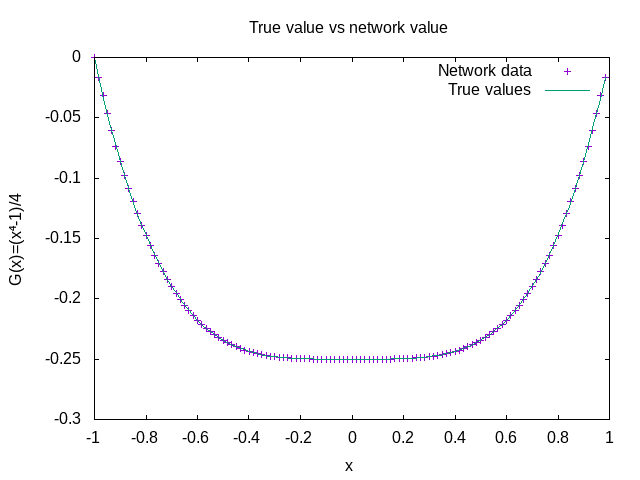 True value vs network value
Network data
True values
G(x)=(x⁴-1)/4
0
-0.05
-0.1
-0.15
-0.2
-0.25
-0.3
-1 -0.8 -0.6 -0.4 -0.2 0 0.2 0.4 0.6 0.8 1
x